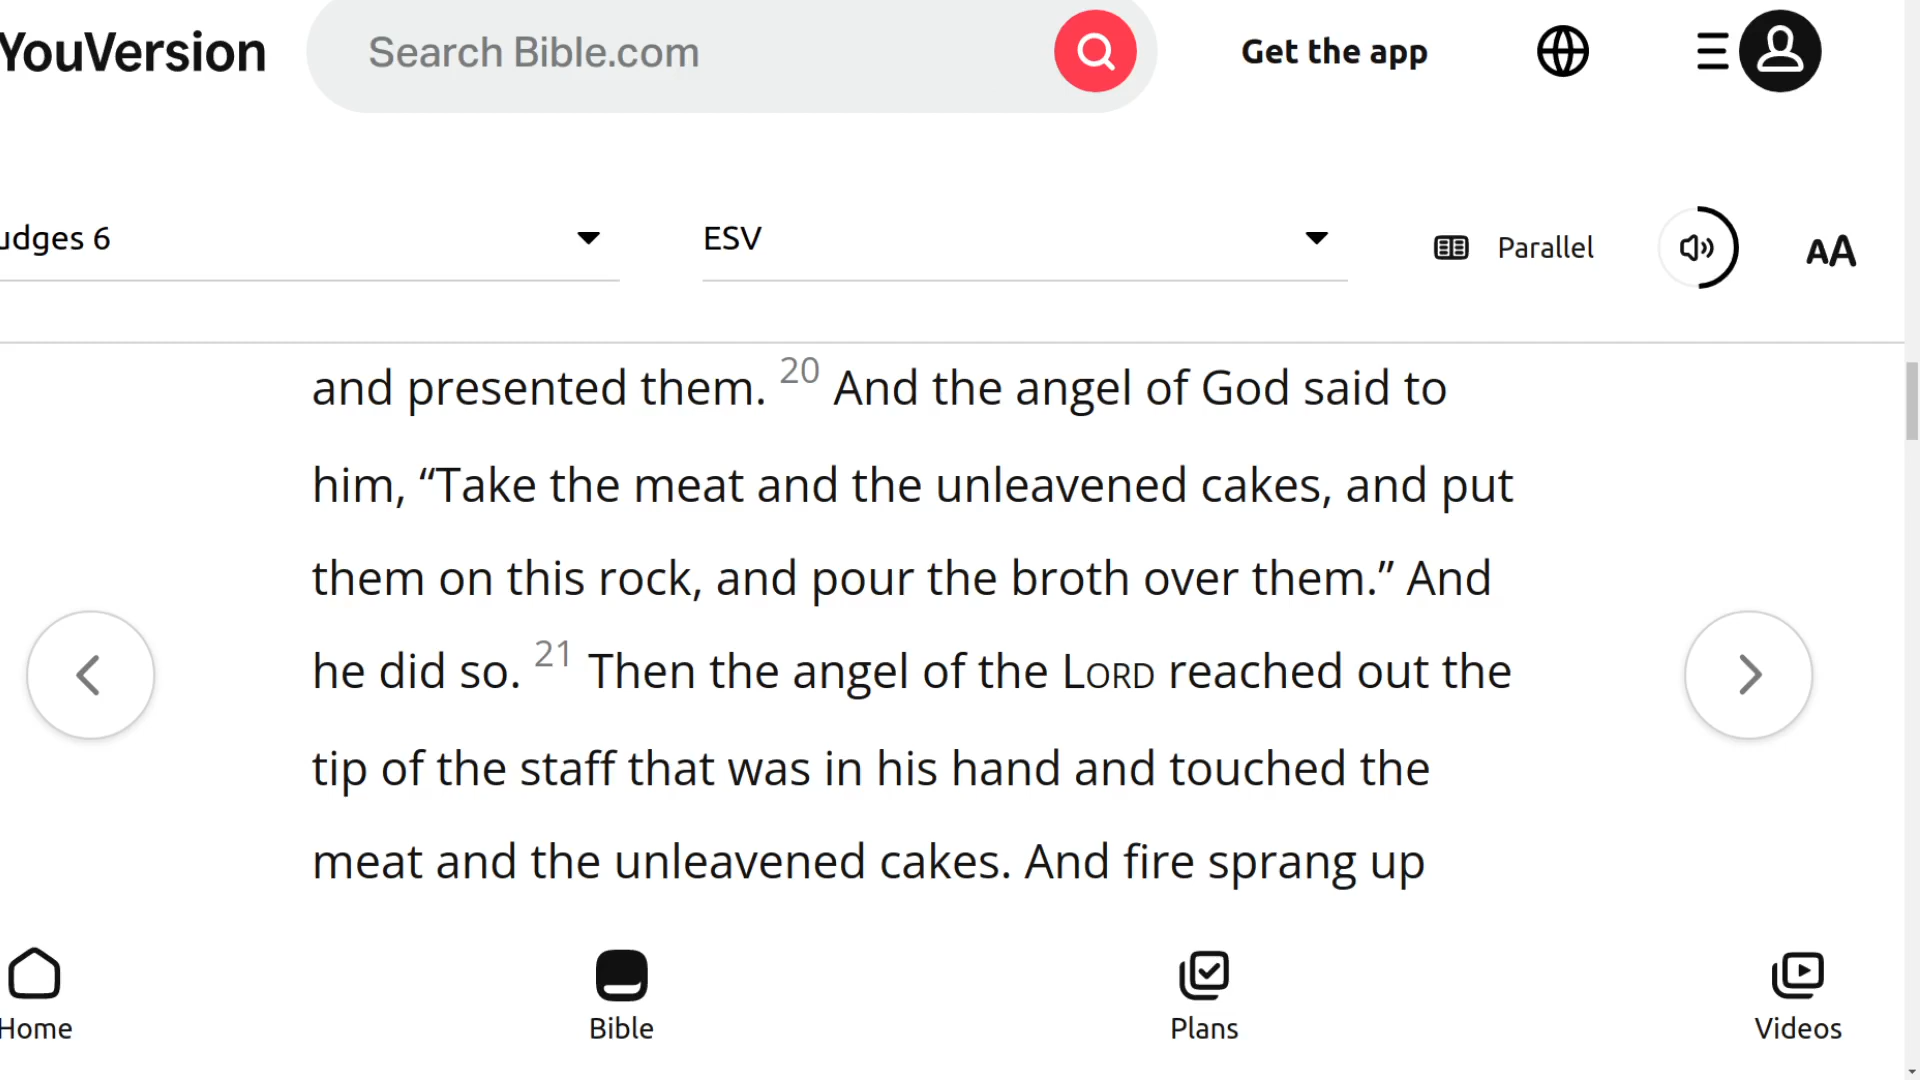 YouVersion
Search Bible.com
Get the app
udges 6
ESV
Parallel
AA
and presented them. 20 And the angel of God said to
him, “Take the meat and the unleavened cakes, and put
them on this rock, and pour the broth over them.” And
he did so. 21 Then the angel of the LORD reached out the
tip of the staff that was in his hand and touched the
meat and the unleavened cakes. And fire sprang up
Home
Bible
Plans
Videos